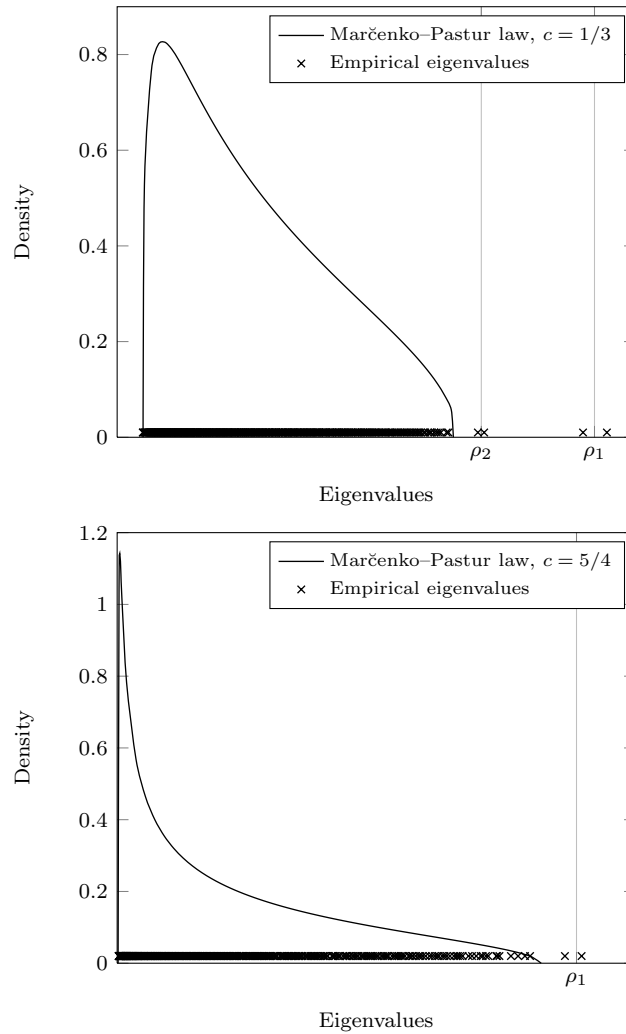 Marčenko–Pastur law, c = 1/3
Empirical eigenvalues
0.8
0.6
0.4
0.2
0
Density
ρ2
ρ1
Eigenvalues
Marčenko–Pastur law, c = 5/4
Empirical eigenvalues
1.2
1
0.8
0.6
0.4
0.2
0
Density
ρ1
Eigenvalues